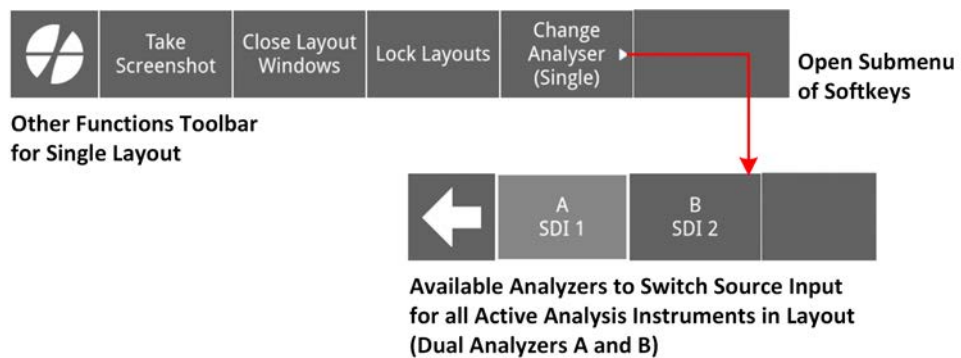 Take
Screenshot
Close Layout
Windows
Lock Layouts
Change
Analyser
(Single)
Open Submenu
of Softkeys
Other Functions Toolbar
for Single Layout
A
SDI 1
B
SDI 2
Available Analyzers to Switch Source Input
for all Active Analysis Instruments in Layout
(Dual Analyzers A and B)